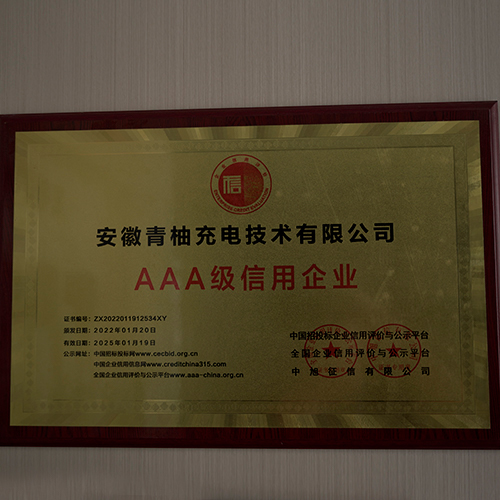 信
安徽青柚充电技术有限公司
AAA级信用企业
证书编号：ZX2022011912534XY
颁发日期：2022年01月20日
有效日期：2025年01月19日
公示网址：中国招标投标网www.cecbid.org.cn
中国企业信用信息网www.creditchina315.com
全国企业信用评价与公示平台www.aaa-china.org.cn
中国招投标企业信用评价与公示平台
全国企业信用评价与公示平台
中旭征信有限公司